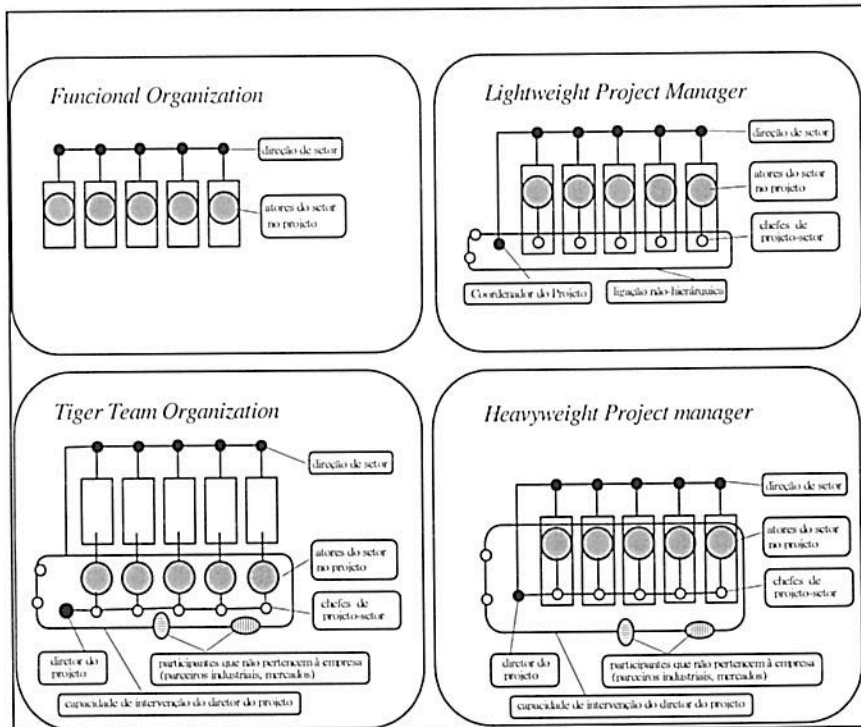 Funcional Organization
direção de setor
atores do setor
no projeto
Lightweight Project Manager
direção de setor
atores do setor
no projeto
chefes de
projeto-setor
Coordenador do Projeto
ligação não-hierárquica
Tiger Team Organization
direção de setor
atores do setor
no projeto
chefes de
projeto-setor
diretor do
projeto
participantes que não pertencem à empresa
(parceiros industriais, mercados)
capacidade de intervenção do diretor do projeto
Heavyweight Project manager
direção de setor
atores do setor
no projeto
chefes de
projeto-setor
diretor do
projeto
participantes que não pertencem à empresa
(parceiros industriais, mercados)
capacidade de intervenção do diretor do projeto